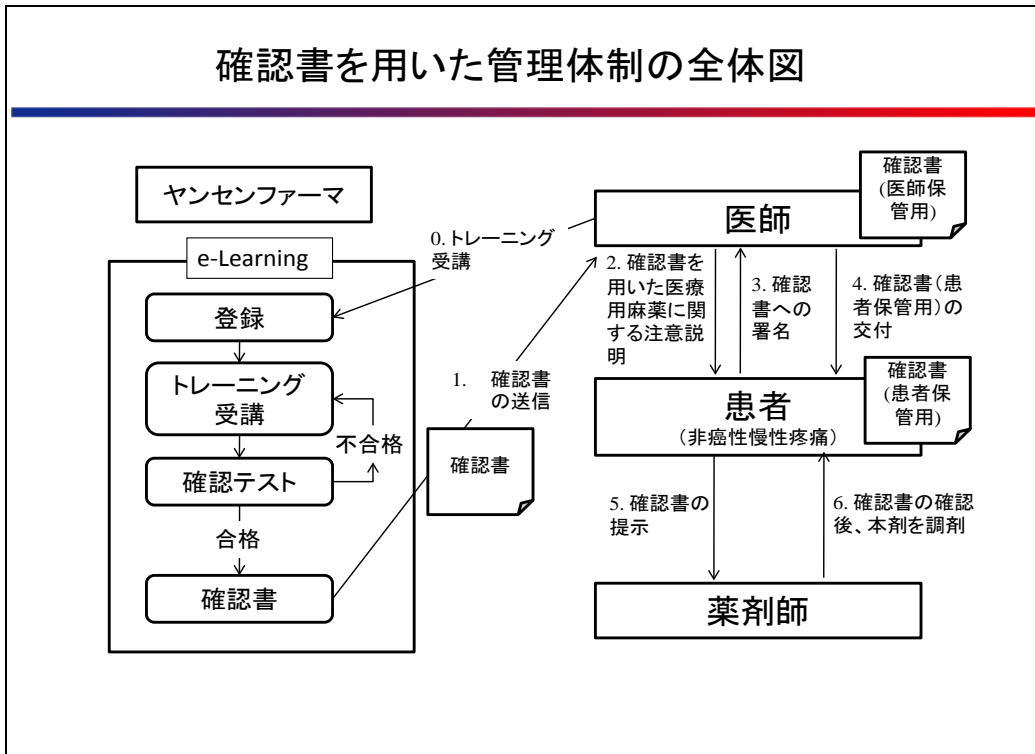 確認書を用いた管理体制の全体図
ヤンセンファーマ
e-Learning
登録
トレーニング
受講
不合格
確認テスト
合格
確認書
0. トレーニング
受講
1. 確認書
の送信
確認書
医師
確認書
(医師保
管用)
2. 確認書を
用いた医療
用麻薬に関
する注意説
明
3. 確認
書への
署名
4. 確認書(患
者保管用)の
交付
患者
(非癌性慢性疼痛)
確認書
(患者保
管用)
5. 確認書の
提示
6. 確認書の確認
後、本剤を調剤
薬剤師